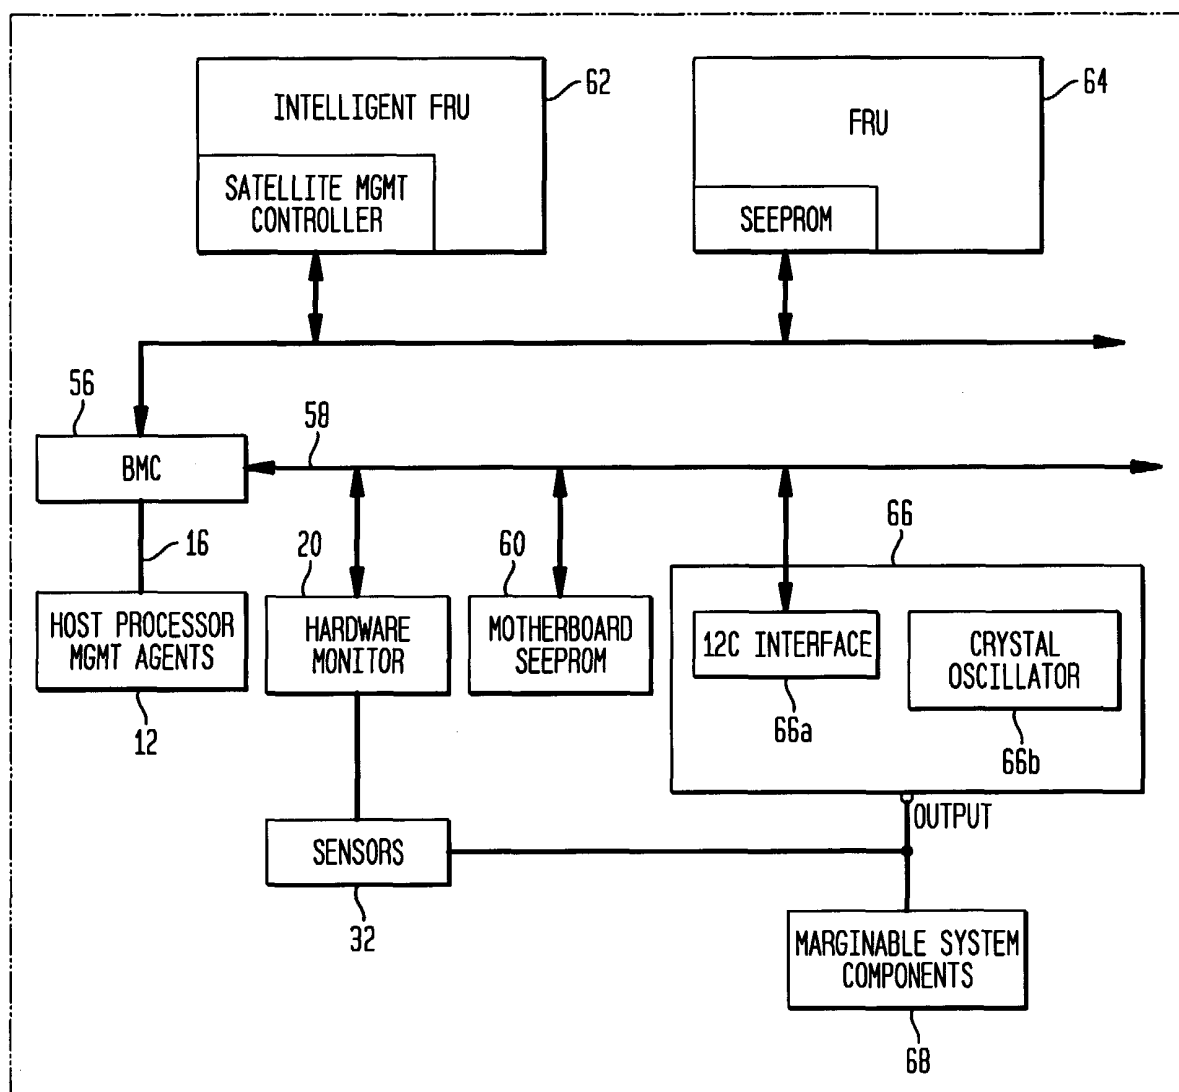 62
INTELLIGENT FRU
SATELLITE MGMT
CONTROLLER
64
FRU
SEEPROM
56
BMC
58
16
20
60
66
HOST PROCESSOR
MGMT AGENTS
HARDWARE
MONITOR
MOTHERBOARD
SEEPROM
12C INTERFACE
CRYSTAL
OSCILLATOR
12
66a
66b
OUTPUT
SENSORS
32
MARGINABLE SYSTEM
COMPONENTS
68